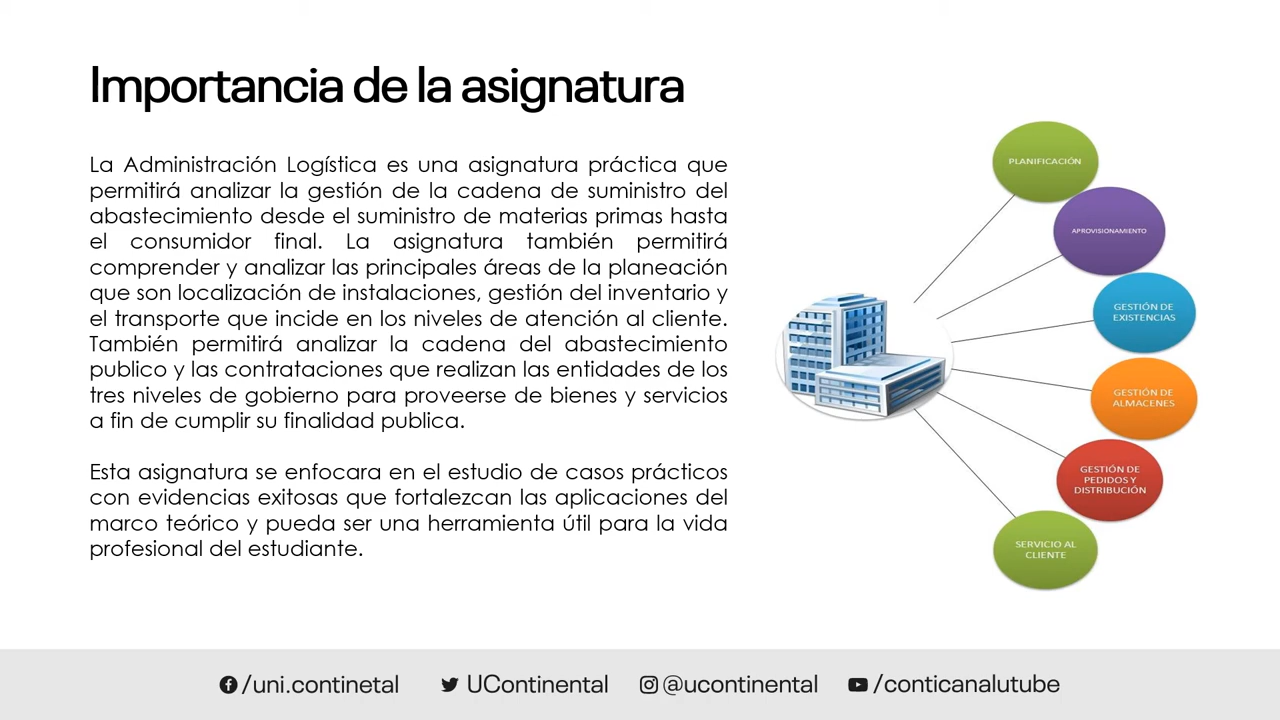 Importancia de la asignatura
La Administración Logística es una asignatura práctica que
permitirá analizar la gestión de la cadena de suministro del
abastecimiento desde el suministro de materias primas hasta
el consumidor final. La asignatura también permitirá
comprender y analizar las principales áreas de la planeación
que son localización de instalaciones, gestión del inventario y
el transporte que incide en los niveles de atención al cliente.
También permitirá analizar la cadena del abastecimiento
publico y las contrataciones que realizan las entidades de los
tres niveles de gobierno para proveerse de bienes y servicios
a fin de cumplir su finalidad publica.
Esta asignatura se enfocara en el estudio de casos prácticos
con evidencias exitosas que fortalezcan las aplicaciones del
marco teórico y pueda ser una herramienta útil para la vida
profesional del estudiante.
PLANIFICACIÓN
APROVISIONAMIENTO
GESTIÓN DE
EXISTENCIAS
GESTIÓN DE
ALMACENES
GESTIÓN DE
PEDIDOS Y
DISTRIBUCIÓN
SERVICIO AL
CLIENTE
/uni.continetal UContinental @ucontinental /conticanalutube